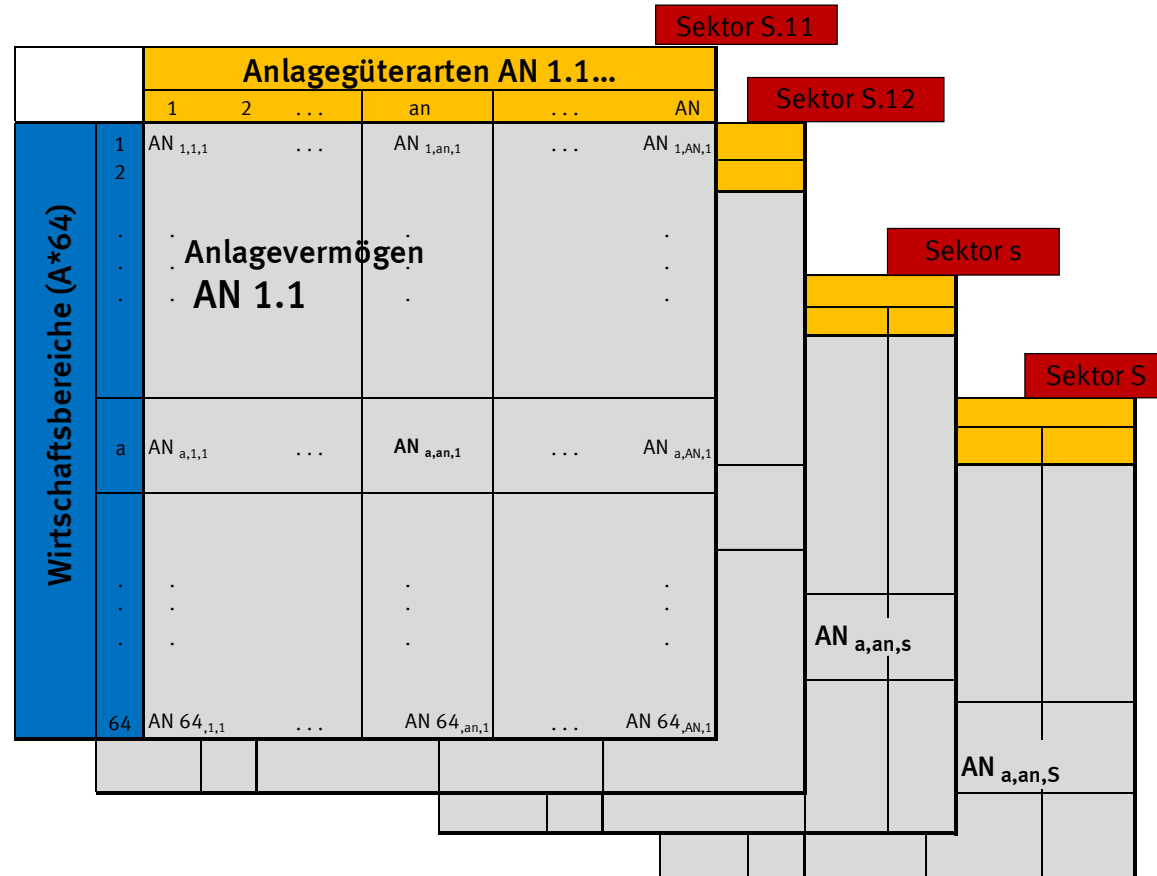 Sektor S.11
Anlagegüterarten AN 1.1...
Sektor S.12
1 2 ... an ... AN
1 AN 1,1,1 ... AN 1,an,1 ... AN 1,AN,1
2
Wirtschaftsbereiche (A*64)
. . . .
Anlagevermögen
. . . .
AN 1.1
. . . .
Sektor s
Sektor S
a AN a,1,1 ... AN a,an,1 ... AN a,AN,1
. . . .
. . . .
. . . .
AN a,an,s
64 AN 64,1,1 ... AN 64,an,1 ... AN 64,AN,1
AN a,an,S